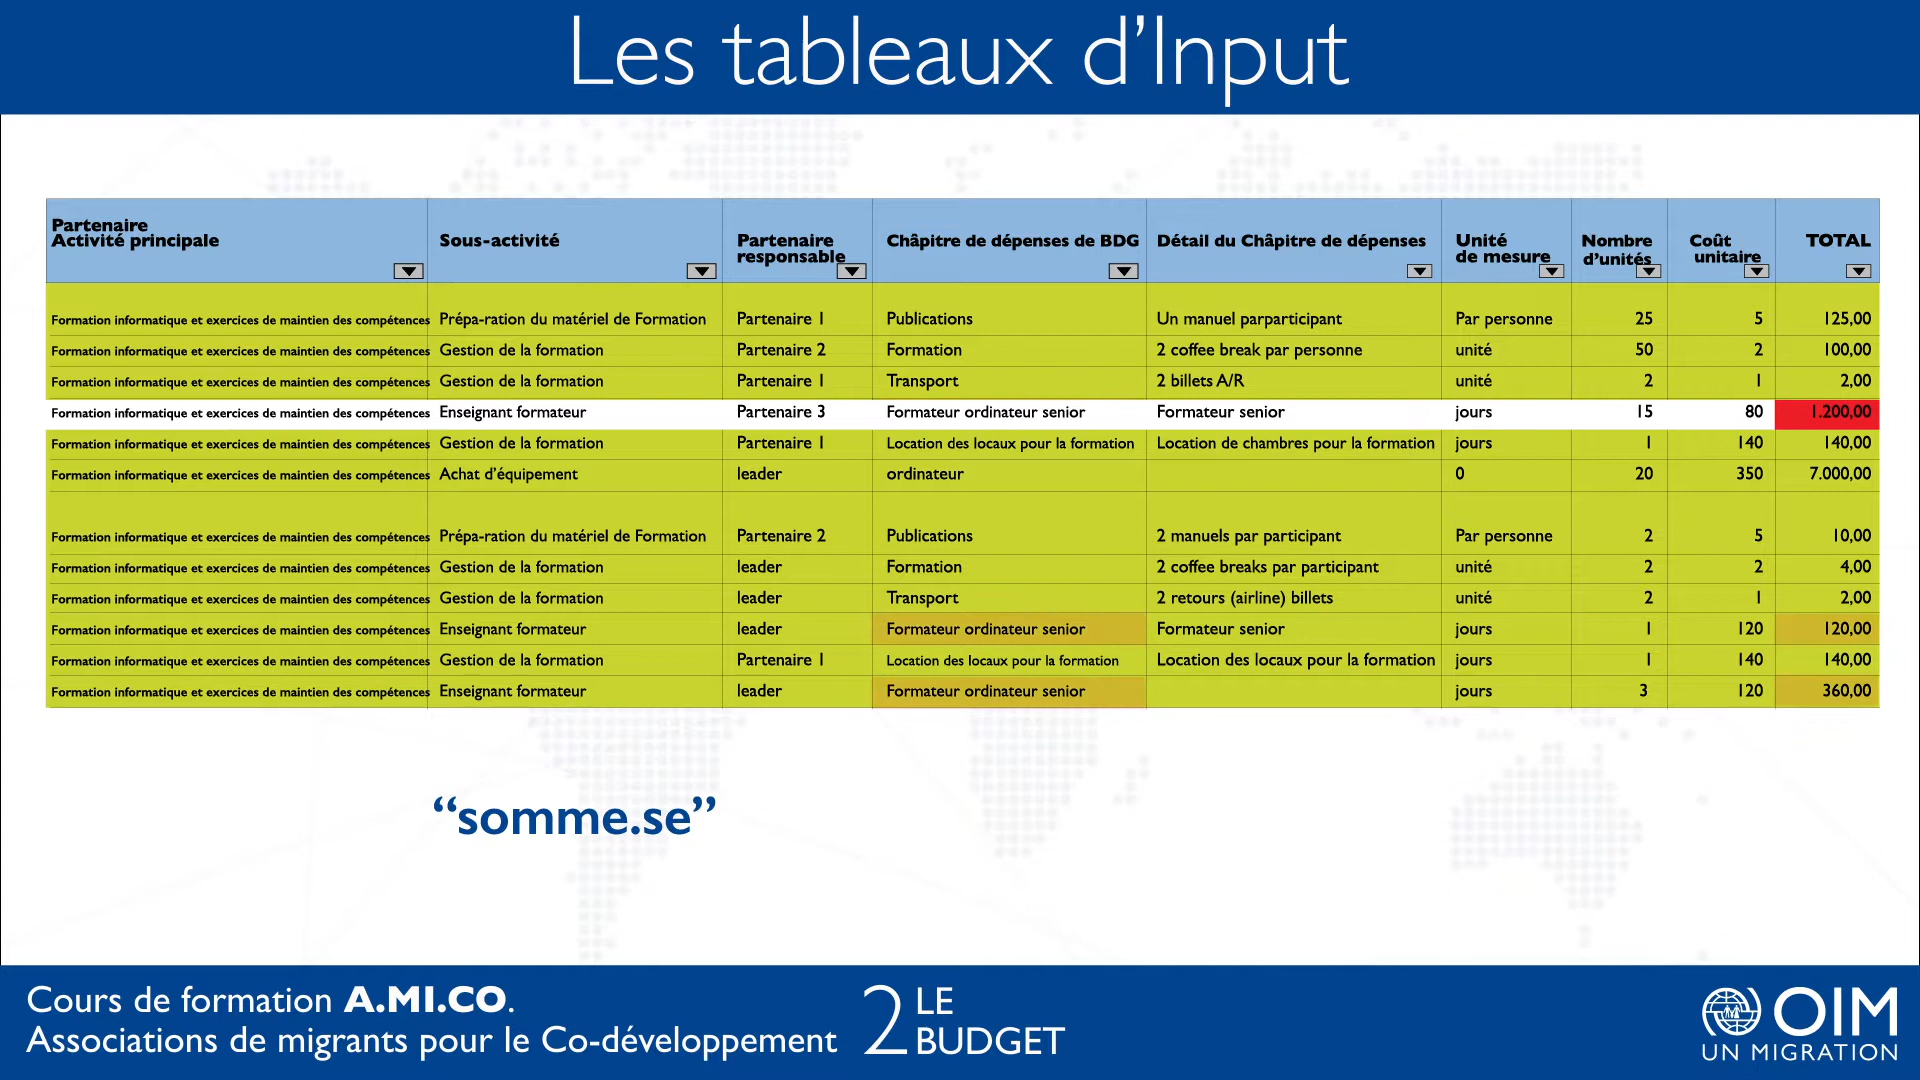 Les tableaux d’Input
Partenaire
Activité principale
Sous-activité
Partenaire
responsable
Châpitre de dépenses de BDG
Détail du Châpitre de dépenses
Unité
de mesure
Nombre
d’unités
Coût
unitaire
TOTAL
Formation informatique et exercices de maintien des compétences Prépa-ration du matériel de Formation Partenaire 1 Publications Un manuel parparticipant Par personne 25 5 125,00
Formation informatique et exercices de maintien des compétences Gestion de la formation Partenaire 2 Formation 2 coffee break par personne unité 50 2 100,00
Formation informatique et exercices de maintien des compétences Gestion de la formation Partenaire 1 Transport 2 billets A/R unité 2 1 2,00
Formation informatique et exercices de maintien des compétences Enseignant formateur Partenaire 3 Formateur ordinateur senior Formateur senior jours 15 80 1.200,00
Formation informatique et exercices de maintien des compétences Gestion de la formation Partenaire 1 Location des locaux pour la formation Location de chambres pour la formation jours 1 140 140,00
Formation informatique et exercices de maintien des compétences Achat d’équipement leader ordinateur 0 20 350 7.000,00
Formation informatique et exercices de maintien des compétences Prépa-ration du matériel de Formation Partenaire 2 Publications 2 manuels par participant Par personne 2 5 10,00
Formation informatique et exercices de maintien des compétences Gestion de la formation leader Formation 2 coffee breaks par participant unité 2 2 4,00
Formation informatique et exercices de maintien des compétences Gestion de la formation leader Transport 2 retours (airline) billets unité 2 1 2,00
Formation informatique et exercices de maintien des compétences Enseignant formateur leader Formateur ordinateur senior Formateur senior jours 1 120 120,00
Formation informatique et exercices de maintien des compétences Gestion de la formation Partenaire 1 Location des locaux pour la formation Location des locaux pour la formation jours 1 140 140,00
Formation informatique et exercices de maintien des compétences Enseignant formateur leader Formateur ordinateur senior jours 3 120 360,00
“somme.se”
Cours de formation A.MI.CO.
Associations de migrants pour le Co-développement
2 LE
BUDGET
OIM
UN MIGRATION